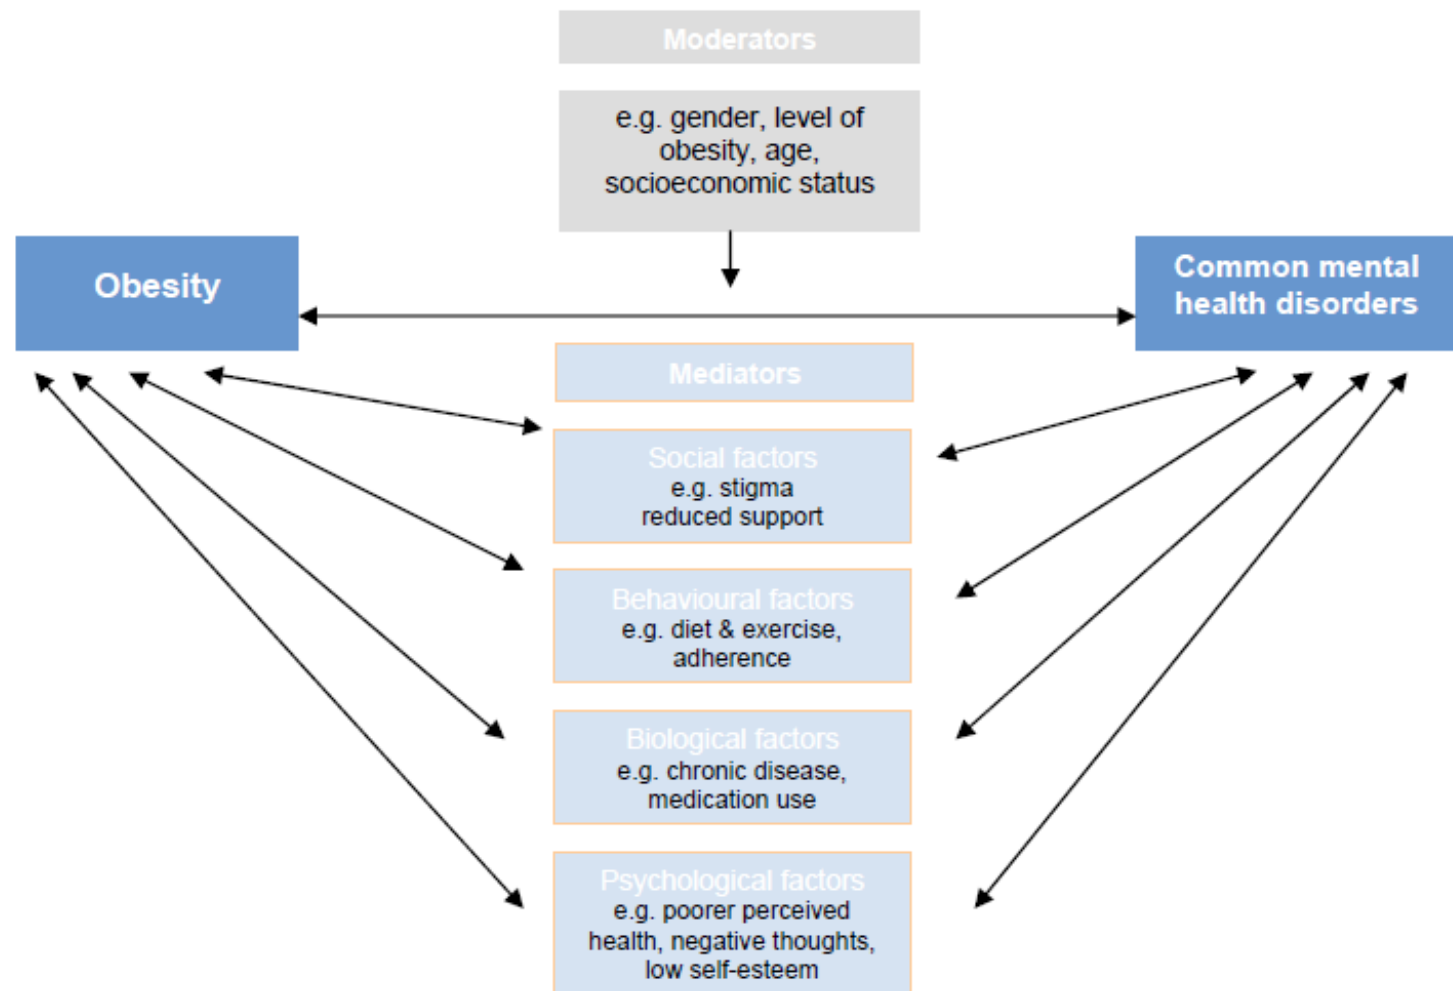 Moderators
e.g. gender, level of
obesity, age,
socioeconomic status
Obesity
Common mental
health disorders
Mediators
Social factors
e.g. stigma
reduced support
Behavioural factors
e.g. diet & exercise,
adherence
Biological factors
e.g. chronic disease,
medication use
Psychological factors
e.g. poorer perceived
health, negative thoughts,
low self-esteem